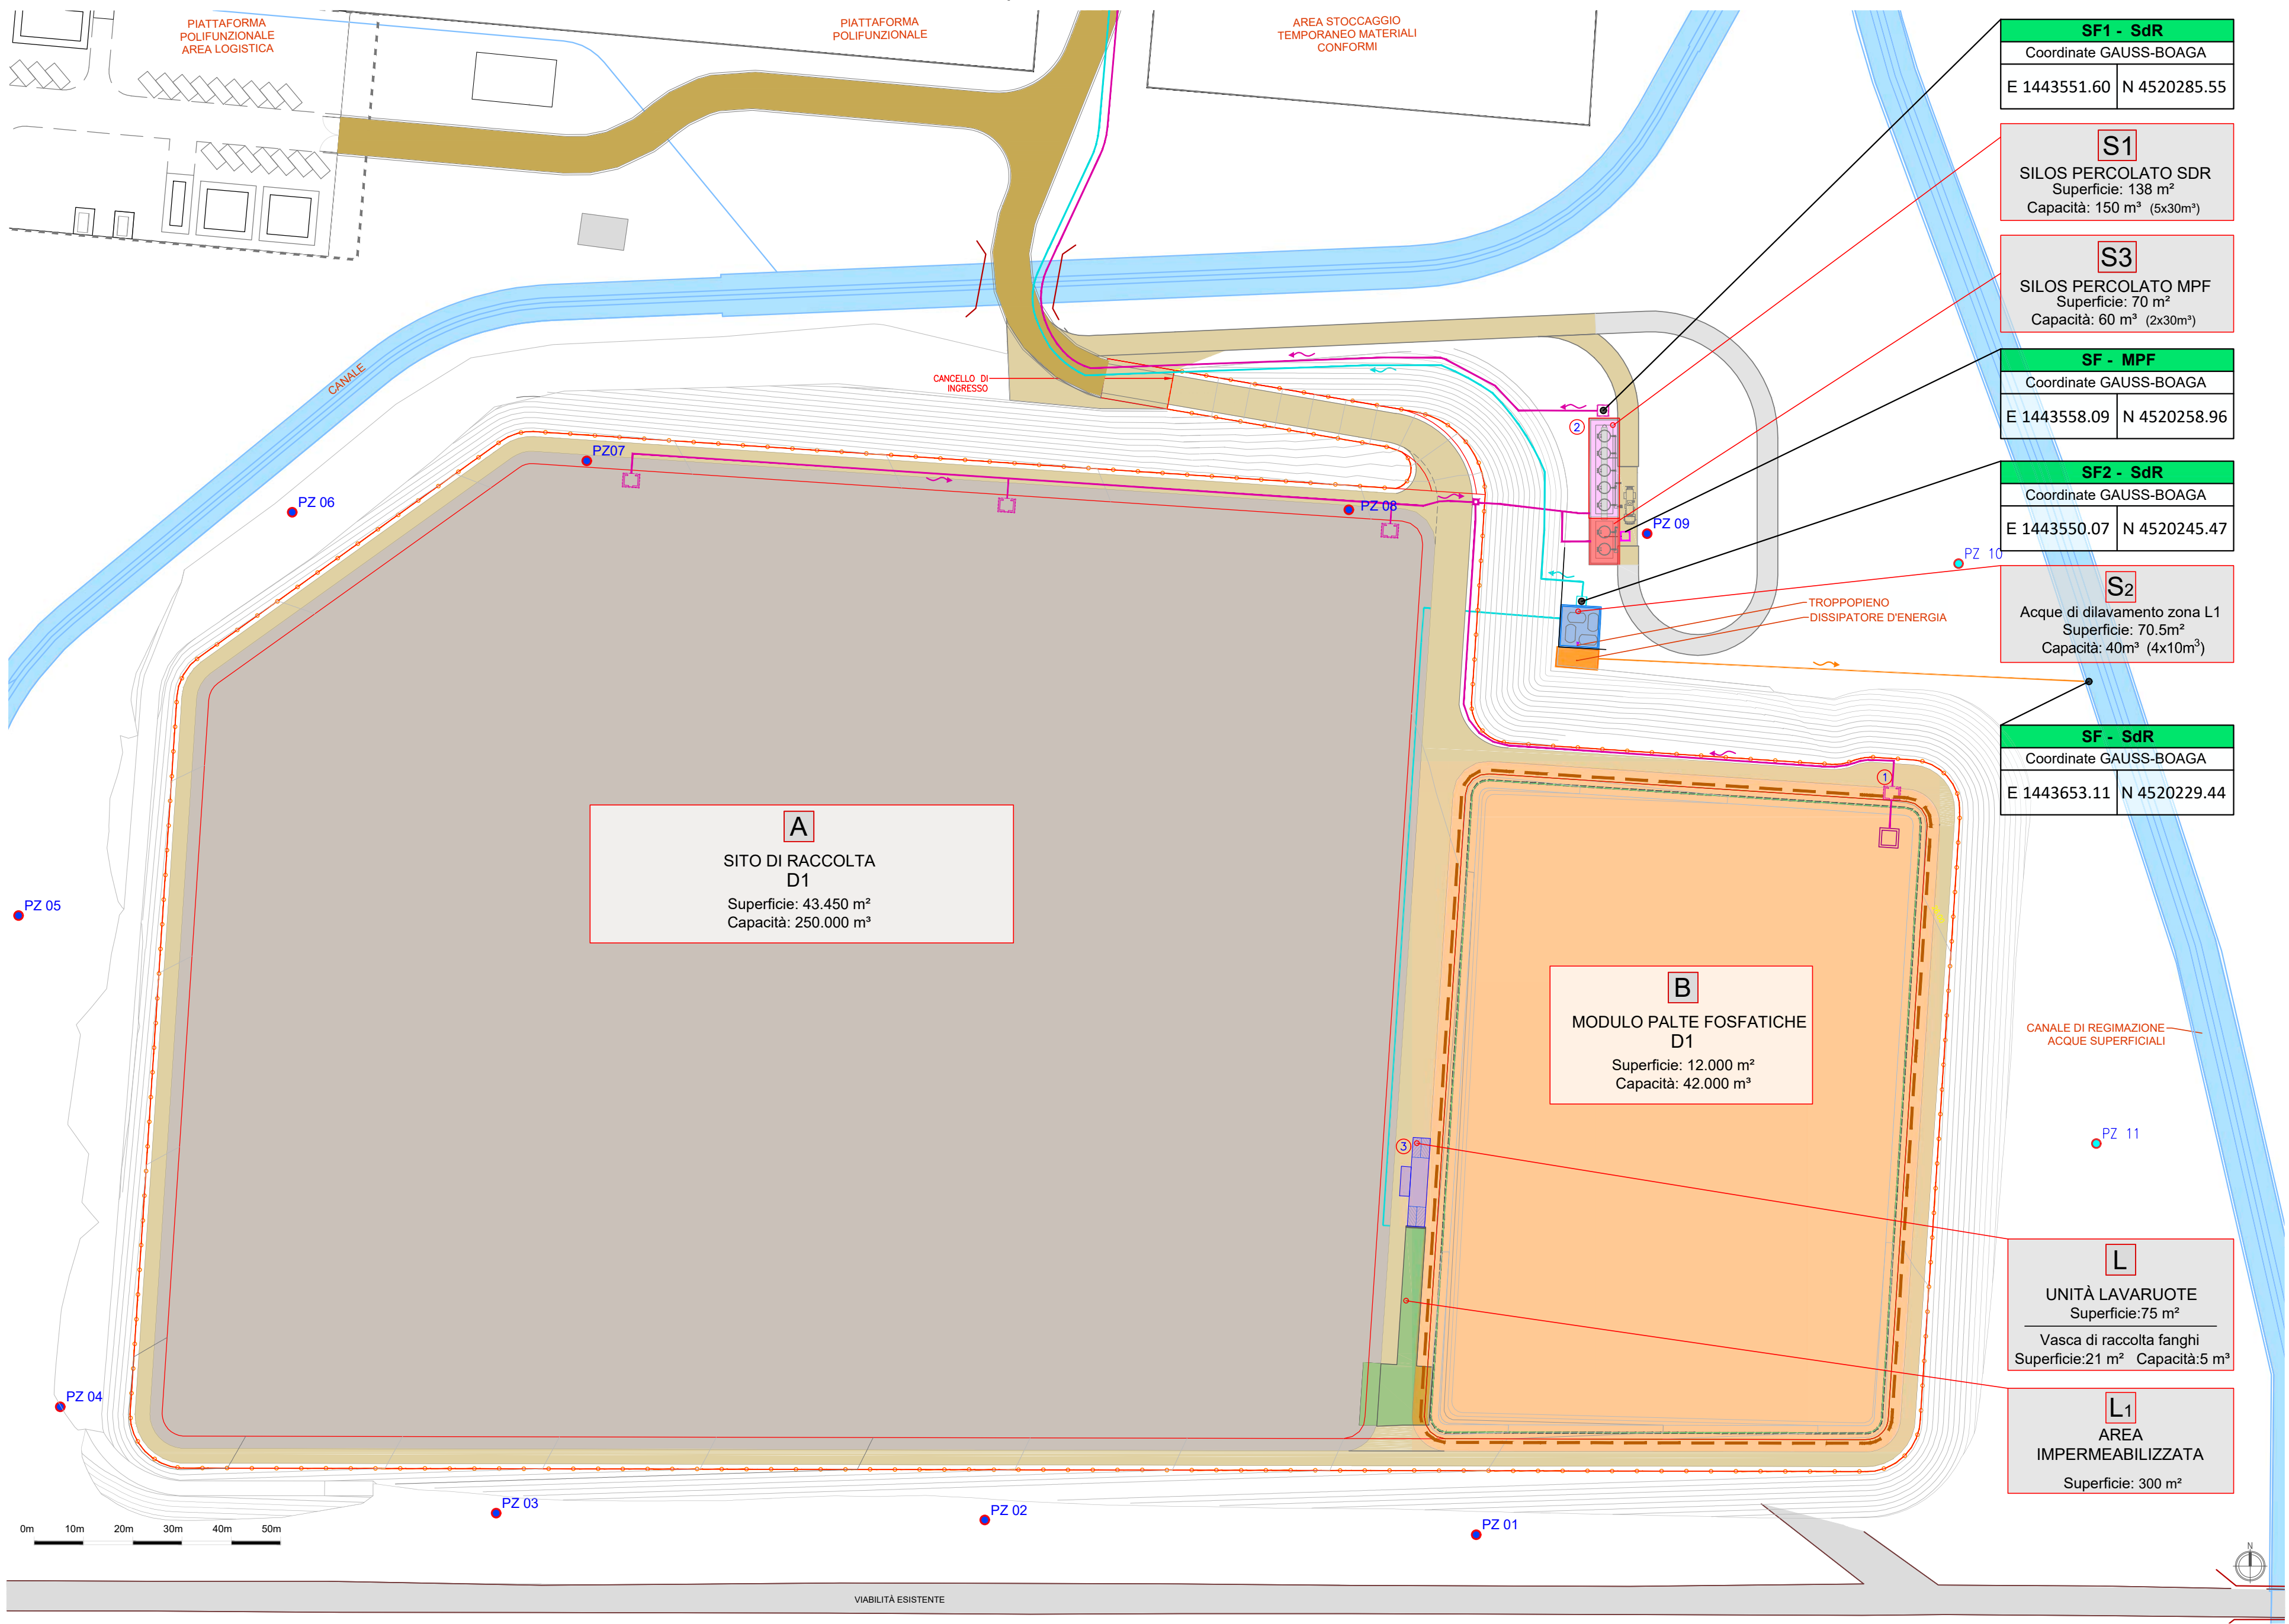 PIATTAFORMA
POLIFUNZIONALE
AREA LOGISTICA
PIATTAFORMA
POLIFUNZIONALE
AREA STOCCAGGIO
TEMPORANEO MATERIALI
CONFORMI
SF1 - SdR
Coordinate GAUSS-BOAGA
E 1443551.60 N 4520285.55
S1
SILOS PERCOLATO SDR
Superficie: 138 m²
Capacità: 150 m³ (5x30m³)
S3
SILOS PERCOLATO MPF
Superficie: 70 m²
Capacità: 60 m³ (2x30m³)
SF - MPF
Coordinate GAUSS-BOAGA
E 1443558.09 N 4520258.96
SF2 - SdR
Coordinate GAUSS-BOAGA
E 1443550.07 N 4520245.47
S2
Acque di dilavamento zona L1
Superficie: 70.5m²
Capacità: 40m³ (4x10m³)
SF - SdR
Coordinate GAUSS-BOAGA
E 1443653.11 N 4520229.44
CANALE
CANCELLO DI
INGRESSO
2
PZ07
PZ 06
PZ 08
PZ 09
PZ 10
TROPPOPIENO
DISSIPATORE D'ENERGIA
1
A
SITO DI RACCOLTA
D1
Superficie: 43.450 m²
Capacità: 250.000 m³
PZ 05
B
MODULO PALTE FOSFATICHE
D1
Superficie: 12.000 m²
Capacità: 42.000 m³
CANALE DI REGIMAZIONE
ACQUE SUPERFICIALI
PZ 11
3
L
UNITÀ LAVARUOTE
Superficie:75 m²
Vasca di raccolta fanghi
Superficie:21 m² Capacità:5 m³
L1
AREA
IMPERMEABILIZZATA
Superficie: 300 m²
PZ 04
PZ 03
PZ 02
PZ 01
0m 10m 20m 30m 40m 50m
N
VIABILITÀ ESISTENTE